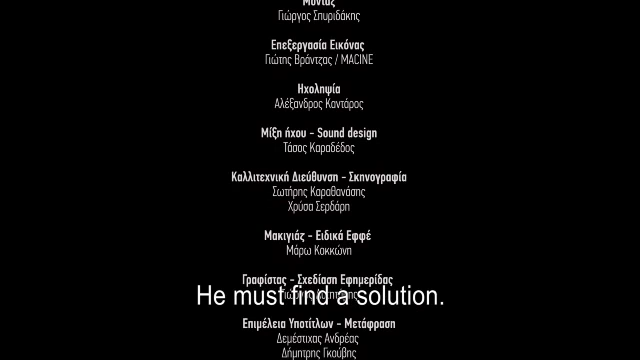 Μοντάζ
Γιώργος Σπυριδάκης
Επεξεργασία Εικόνας
Γιώτης Βράντζας / MACINE
Ηχοληψία
Αλέξανδρος Καντάρος
Μίξη ήχου - Sound design
Τάσος Καραδέδος
Καλλιτεχνική Διεύθυνση - Σκηνογραφία
Σωτήρης Καραθανάσης
Χρύσα Σερδάρη
Μακιγιάζ - Ειδικά Εφφέ
Μάρω Κοκκώνη
Γραφίστας - Σχεδίαση Εφημερίδας
He must find a solution.
Επιμέλεια Υποτίτλων - Μετάφραση
Δεμέστιχας Ανδρέας
Δήμητρης Γκούβης